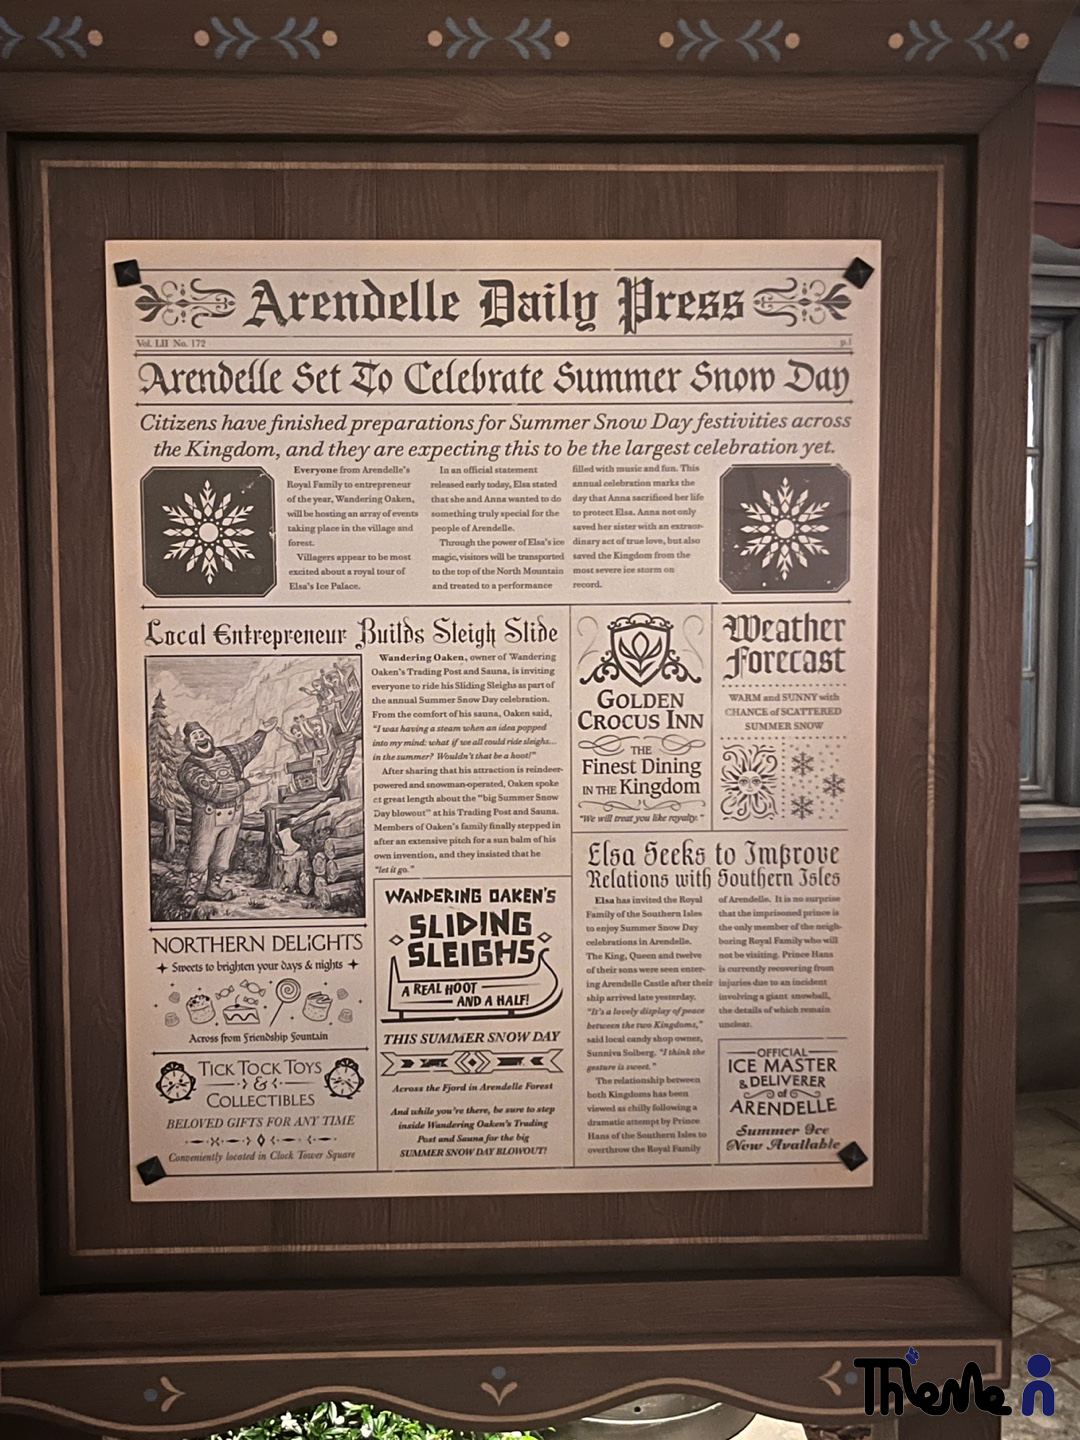 Arendelle Daily Press
Vol. LII No. 172
p.1
Arendelle Set To Celebrate Summer Snow Day
Citizens have finished preparations for Summer Snow Day festivities across
the Kingdom, and they are expecting this to be the largest celebration yet.
Everyone from Arendelle's
Royal Family to entrepreneur
of the year, Wandering Oaken,
will be hosting an array of events
taking place in the village and
forest.
Villagers appear to be most
excited about a royal tour of
Elsa's Ice Palace.
In an official statement
released early today, Elsa stated
that she and Anna wanted to do
something truly special for the
people of Arendelle.
Through the power of Elsa's ice
magic, visitors will be transported
to the top of the North Mountain
and treated to a performance
filled with music and fun. This
annual celebration marks the
day that Anna sacrificed her life
to protect Elsa. Anna not only
saved her sister with an extraor-
dinary act of true love, but also
saved the Kingdom from the
most severe ice storm on
record.
Local Entrepreneur Builds Sleigh Slide
Wandering Oaken, owner of Wandering
Oaken's Trading Post and Sauna, is inviting
everyone to ride his Sliding Sleighs as part of
the annual Summer Snow Day celebration.
From the comfort of his sauna, Oaken said,
"I was having a steam when an idea popped
into my mind: what if we all could ride sleighs...
in the summer? Wouldn't that be a hoot!"
After sharing that his attraction is reindeer-
powered and snowman-operated, Oaken spoke
at great length about the "big Summer Snow
Day blowout" at his Trading Post and Sauna.
Members of Oaken's family finally stepped in
after an extensive pitch for a sun balm of his
own invention, and they insisted that he
"let it go."
GOLDEN
CROCUS INN
THE
Finest Dining
IN THE Kingdom
"We will treat you like royalty."
Weather
Forecast
WARM and SUNNY with
CHANCE of SCATTERED
SUMMER SNOW
NORTHERN DELIGHTS
Sweets to brighten your days & nights
Across from Friendship Fountain
TICK TOCK TOYS
&
COLLECTIBLES
BELOVED GIFTS FOR ANY TIME
Conveniently located in Clock Tower Square
WANDERING OAKEN'S
SLIDING
SLEIGHS
A REAL HOOT
AND A HALF!
THIS SUMMER SNOW DAY
Across the Fjord in Arendelle Forest
And while you're there, be sure to step
inside Wandering Oaken's Trading
Post and Sauna for the big
SUMMER SNOW DAY BLOWOUT!
Elsa Seeks to Improve
Relations with Southern Isles
Elsa has invited the Royal
Family of the Southern Isles
to enjoy Summer Snow Day
celebrations in Arendelle.
The King, Queen and twelve
of their sons were seen enter-
ing Arendelle Castle after their
ship arrived late yesterday.
"It's a lovely display of peace
between the two Kingdoms,"
said local candy shop owner,
Sunniva Solberg. "I think the
gesture is sweet."
The relationship between
both Kingdoms has been
viewed as chilly following a
dramatic attempt by Prince
Hans of the Southern Isles to
overthrow the Royal Family
of Arendelle. It is no surprise
that the imprisoned prince is
the only member of the neigh-
boring Royal Family who will
not be visiting. Prince Hans
is currently recovering from
injuries due to an incident
involving a giant snowball,
the details of which remain
unclear.
OFFICIAL
ICE MASTER
& DELIVERER
of
ARENDELLE
Summer Ice
Now Available